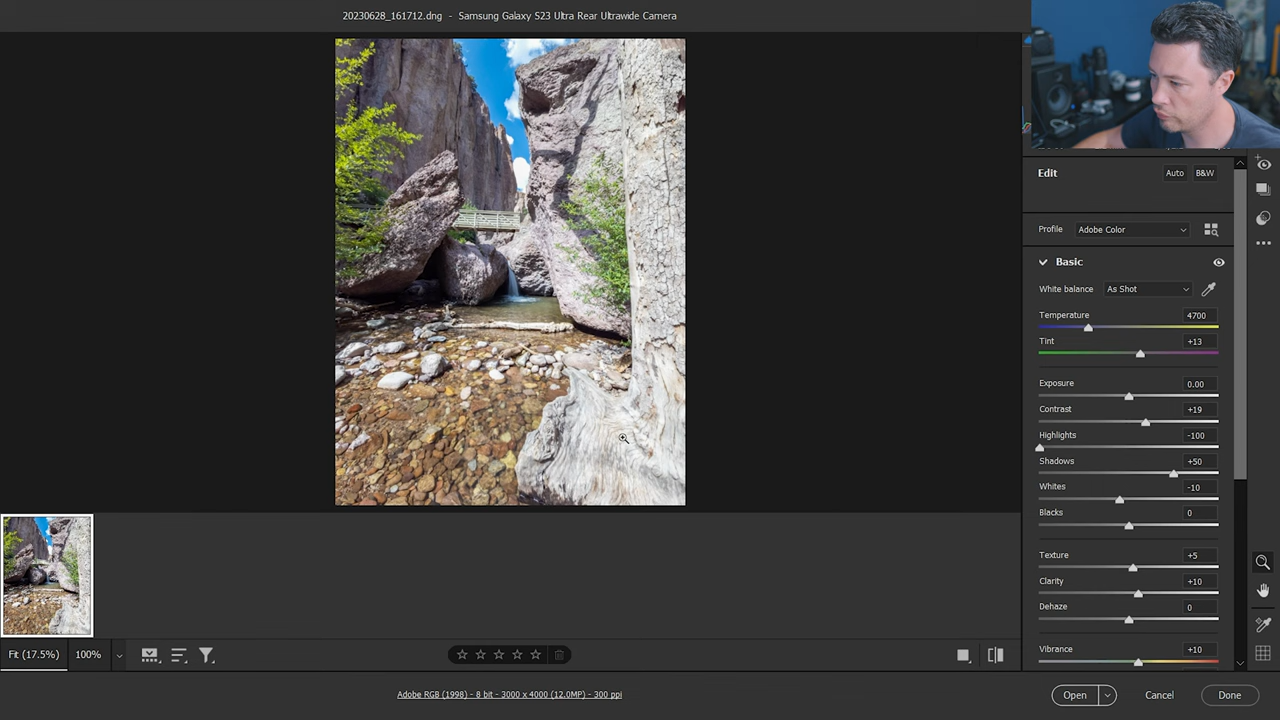 20230628_161712.dng - Samsung Galaxy S23 Ultra Rear Ultrawide Camera
Edit
Auto
B&W
Profile
Adobe Color
Basic
White balance
As Shot
Temperature
4700
Tint
+13
Exposure
0.00
Contrast
+19
Highlights
-100
Shadows
+50
Whites
-10
Blacks
0
Texture
+5
Clarity
+10
Dehaze
0
Vibrance
+10
Fit (17.5%)
100%
Adobe RGB (1998) - 8 bit - 3000 x 4000 (12.0MP) - 300 ppi
Open
Cancel
Done